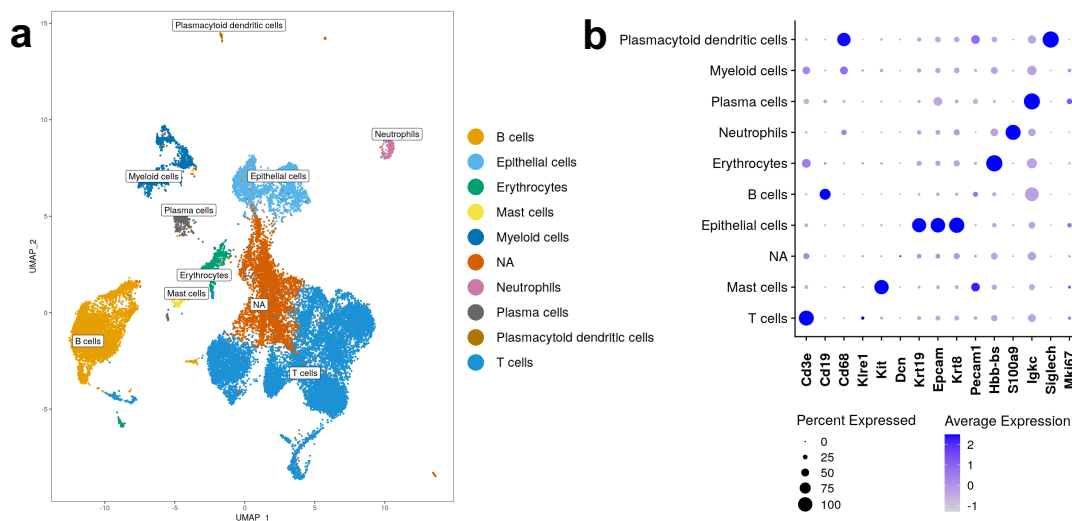 a
Plasmacytoid dendritic cells
Neutrophils
Myeloid cells
Epithelial cells
Plasma cells
Erythrocytes
Mast cells
NA
B cells
T cells
15
10
5
0
-5
UMAP_2
-10
-5
0
5
10
UMAP_1
B cells
Epithelial cells
Erythrocytes
Mast cells
Myeloid cells
NA
Neutrophils
Plasma cells
Plasmacytoid dendritic cells
T cells
b
Plasmacytoid dendritic cells
Myeloid cells
Plasma cells
Neutrophils
Erythrocytes
B cells
Epithelial cells
NA
Mast cells
T cells
Cd3e
Cd19
Cd68
Klre1
Kit
Dcn
Krt19
Epcam
Krt8
Pecam1
Hbb-bs
S100a9
Igkc
Siglech
Mki67
Percent Expressed
0
25
50
75
100
Average Expression
2
1
0
-1